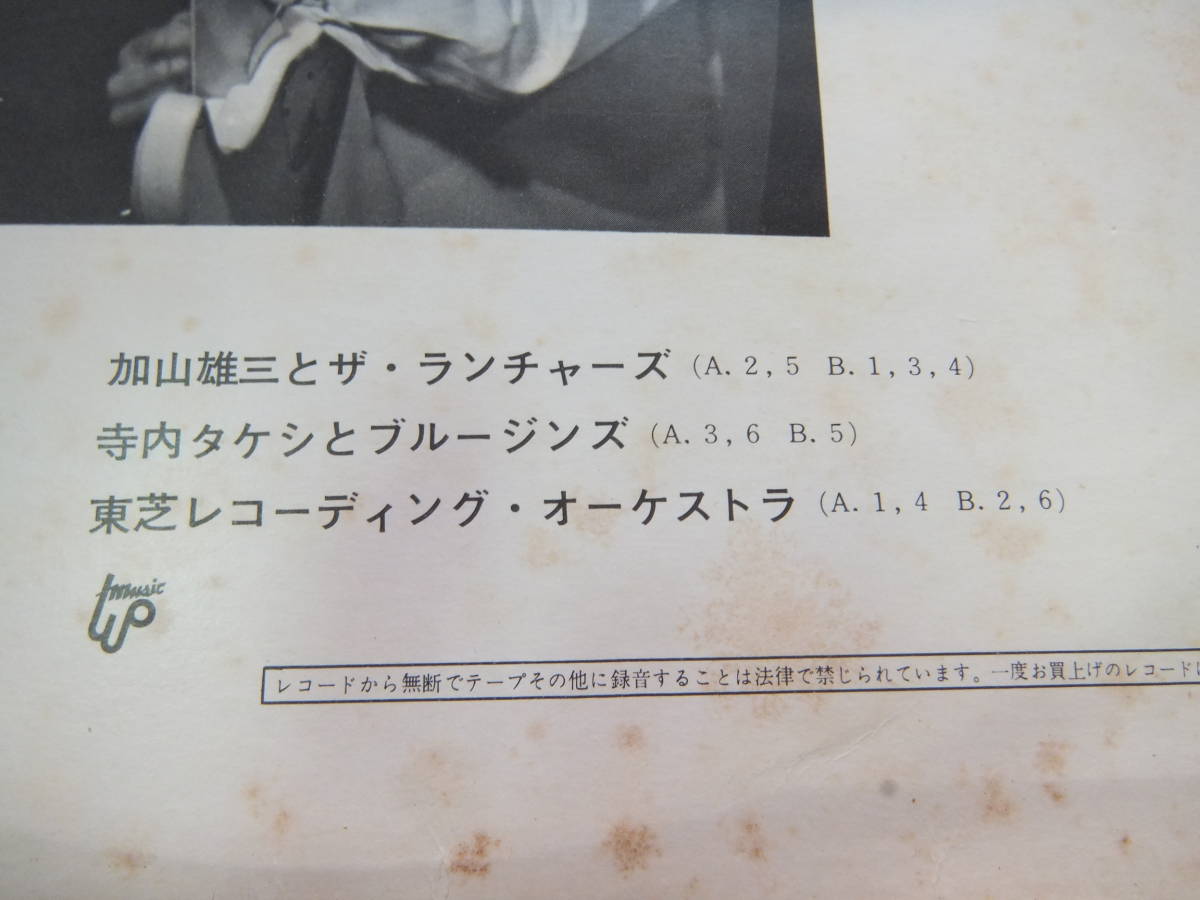 加山雄三とザ・ランチャーズ (A. 2, 5 B. 1, 3, 4)
寺内タケシとブルージンズ (A. 3, 6 B. 5)
東芝レコーディング・オーケストラ (A. 1, 4 B. 2, 6)
music
レコードから無断でテープその他に録音することは法律で禁じられています。一度お買上げのレコードに